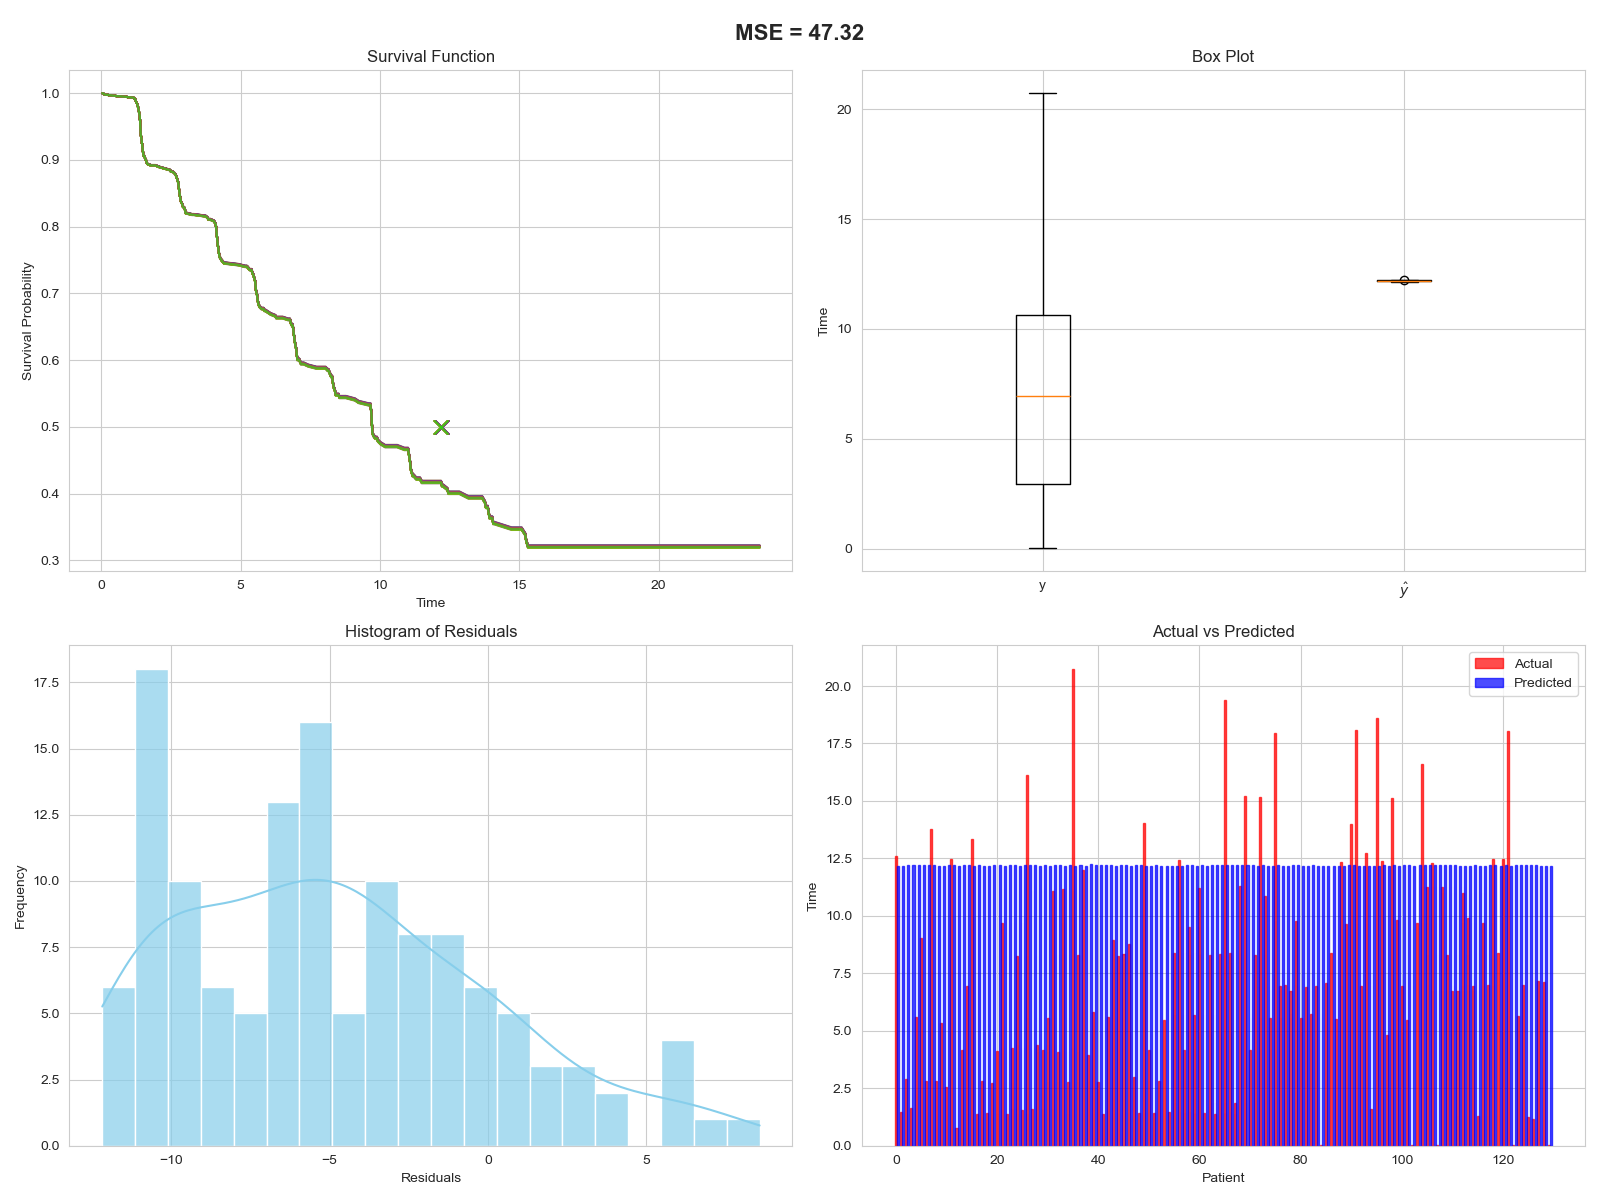 MSE = 47.32
Survival Function
1.0
0.9
0.8
0.7
0.6
0.5
0.4
0.3
Survival Probability
0
5
10
15
20
Time
Box Plot
20
15
10
5
0
Time
y
ŷ
Histogram of Residuals
17.5
15.0
12.5
10.0
7.5
5.0
2.5
0.0
Frequency
−10
−5
0
5
Residuals
Actual vs Predicted
20.0
17.5
15.0
12.5
10.0
7.5
5.0
2.5
0.0
Time
Actual
Predicted
0
20
40
60
80
100
120
Patient